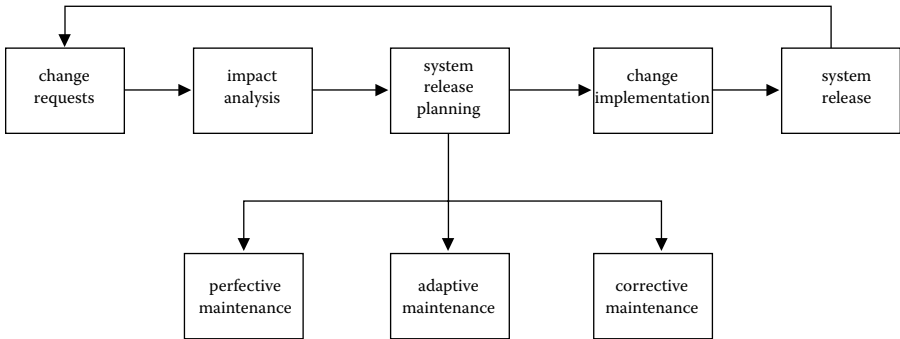 change
requests
impact
analysis
system
release
planning
change
implementation
system
release
perfective
maintenance
adaptive
maintenance
corrective
maintenance